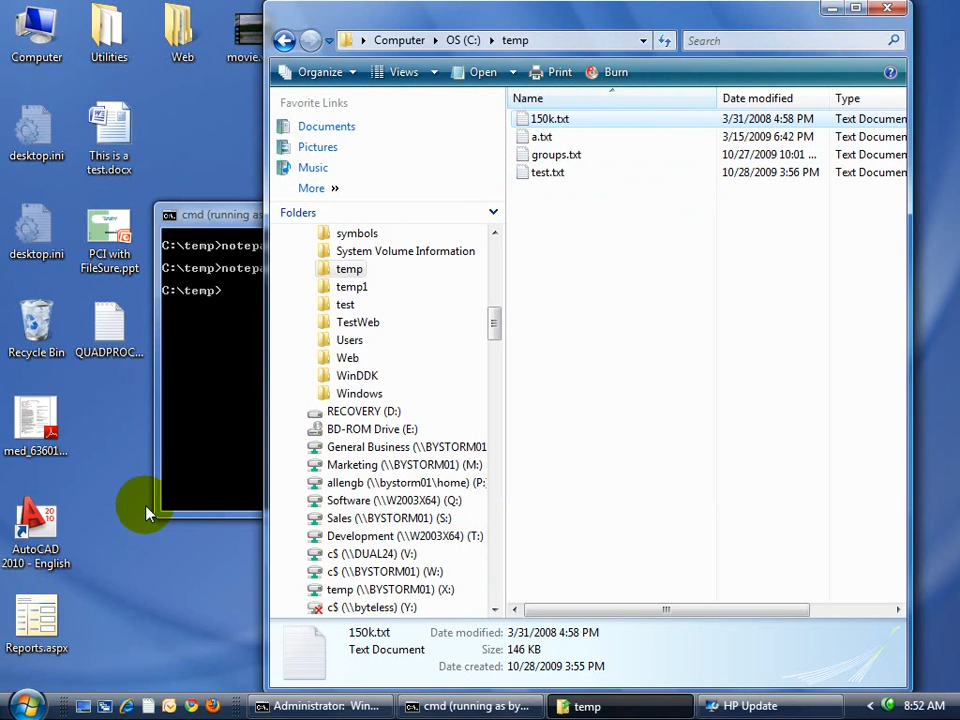 Computer
Utilities
Web
movie.
desktop.ini
This is a
test.docx
desktop.ini
PCI with
FileSure.ppt
Recycle Bin
QUADPROC...
med_63601...
AutoCAD
2010 - English
Reports.aspx
cmd (running as
C:\temp>notepa
C:\temp>notepa
C:\temp>
Computer OS (C:) temp
Search
Organize Views Open Print Burn
Favorite Links
Documents
Pictures
Music
More »
Folders
symbols
System Volume Information
temp
temp1
test
TestWeb
Users
Web
WinDDK
Windows
RECOVERY (D:)
BD-ROM Drive (E:)
General Business (\\BYSTORM01
Marketing (\\BYSTORM01) (M:)
allengb (\\bystorm01\home) (P:
Software (\\W2003X64) (Q:)
Sales (\\BYSTORM01) (S:)
Development (\\W2003X64) (T:)
c$ (\\DUAL24) (V:)
c$ (\\BYSTORM01) (W:)
temp (\\BYSTORM01) (X:)
c$ (\\byteless) (Y:)
Name Date modified Type
150k.txt 3/31/2008 4:58 PM Text Documen
a.txt 3/15/2009 6:42 PM Text Documen
groups.txt 10/27/2009 10:01 ... Text Documen
test.txt 10/28/2009 3:56 PM Text Documen
150k.txt Date modified: 3/31/2008 4:58 PM
Text Document Size: 146 KB
Date created: 10/28/2009 3:55 PM
Administrator: Win...
cmd (running as by...
temp
HP Update
8:52 AM